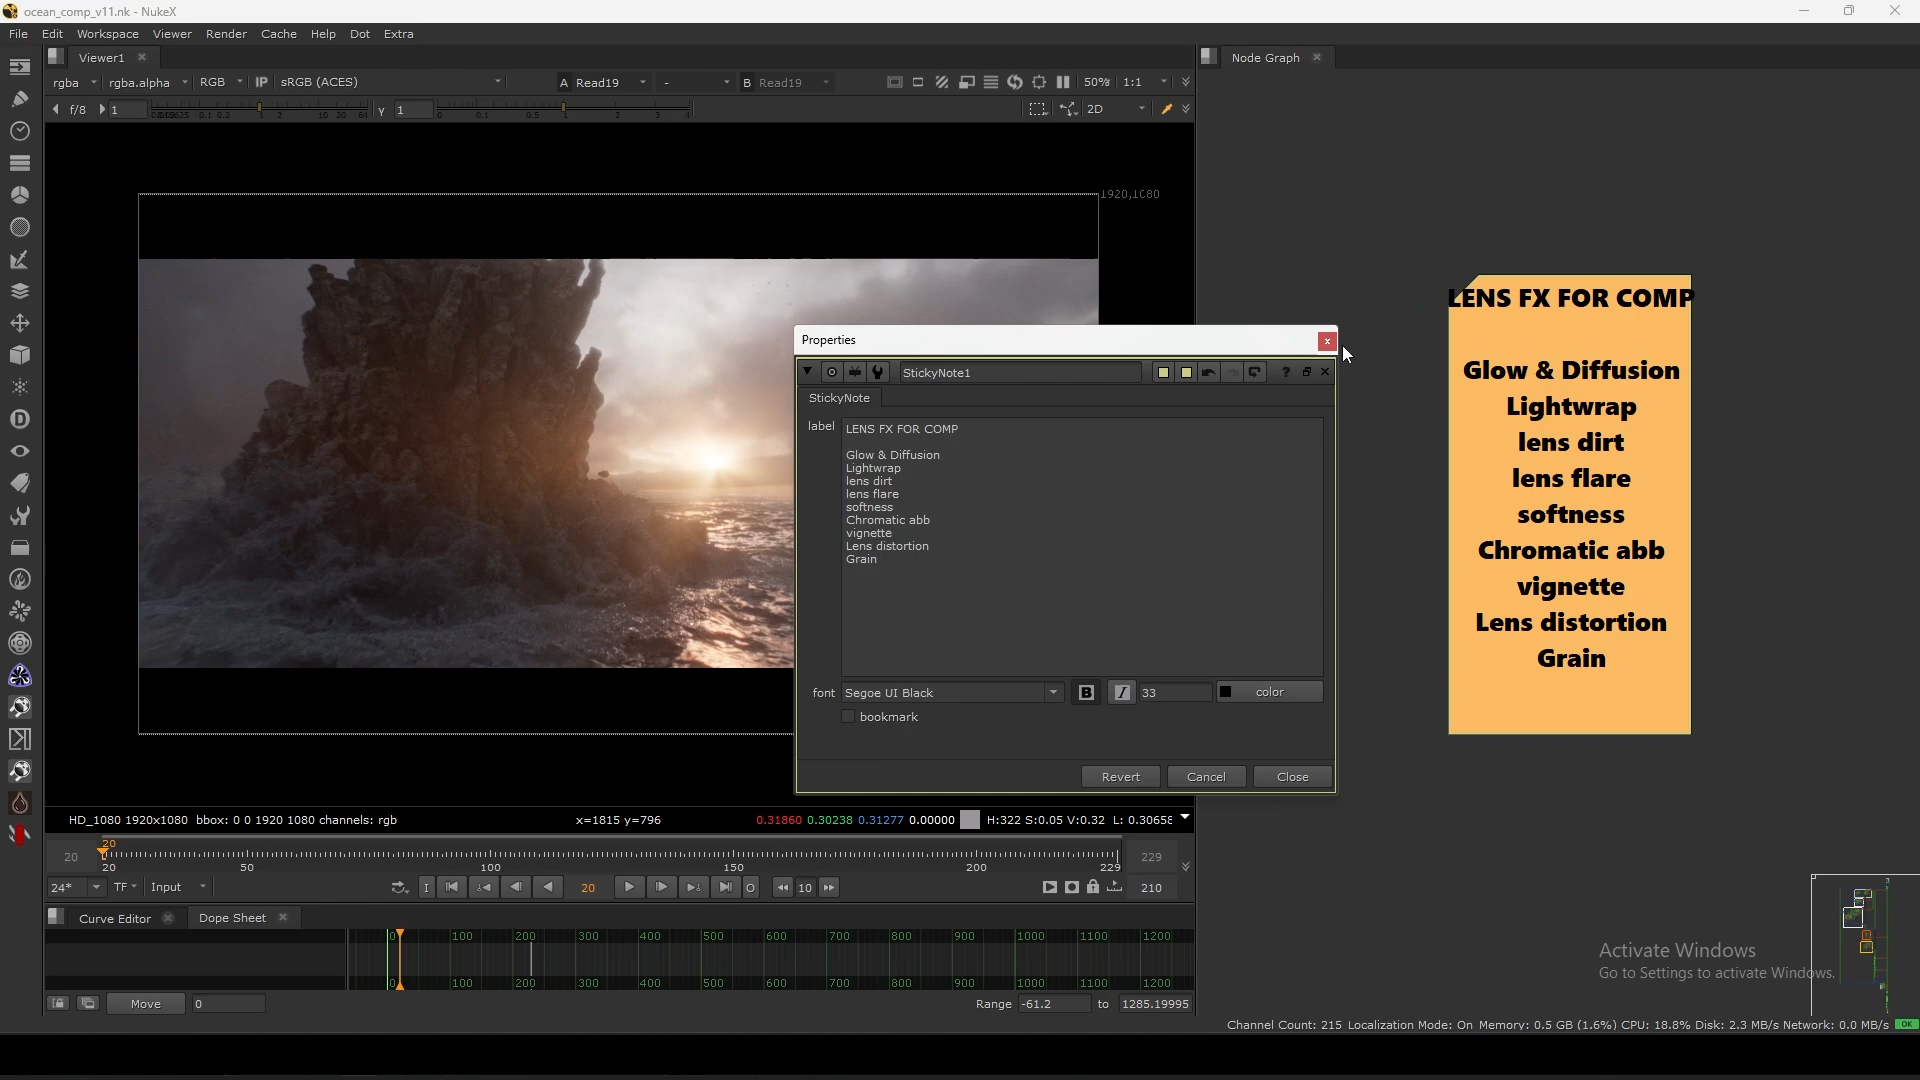 ocean_comp_v11.nk - NukeX
File Edit Workspace Viewer Render Cache Help Dot Extra
Viewer1
Node Graph
rgba rgba.alpha RGB IP sRGB (ACES) A Read19 - B Read19 50% 1:1
f/8 1 γ 1 2D
1920,1080
LENS FX FOR COMP
Glow & Diffusion
Lightwrap
lens dirt
lens flare
softness
Chromatic abb
vignette
Lens distortion
Grain
Properties
StickyNote1
StickyNote
label
LENS FX FOR COMP
Glow & Diffusion
Lightwrap
lens dirt
lens flare
softness
Chromatic abb
vignette
Lens distortion
Grain
font Segoe UI Black B I 33 color
bookmark
Revert Cancel Close
HD_1080 1920x1080 bbox: 0 0 1920 1080 channels: rgb x=1815 y=796 0.31860 0.30238 0.31277 0.00000 H:322 S:0.05 V:0.32 L: 0.30658
20
20 229
20 50 100 150 200 229
24* TF Input I 20 O 10 210
Curve Editor Dope Sheet
0 100 200 300 400 500 600 700 800 900 1000 1100 1200
0 100 200 300 400 500 600 700 800 900 1000 1100 1200
Move 0 Range -61.2 to 1285.19995
Activate Windows
Go to Settings to activate Windows.
Channel Count: 215 Localization Mode: On Memory: 0.5 GB (1.6%) CPU: 18.8% Disk: 2.3 MB/s Network: 0.0 MB/s OK